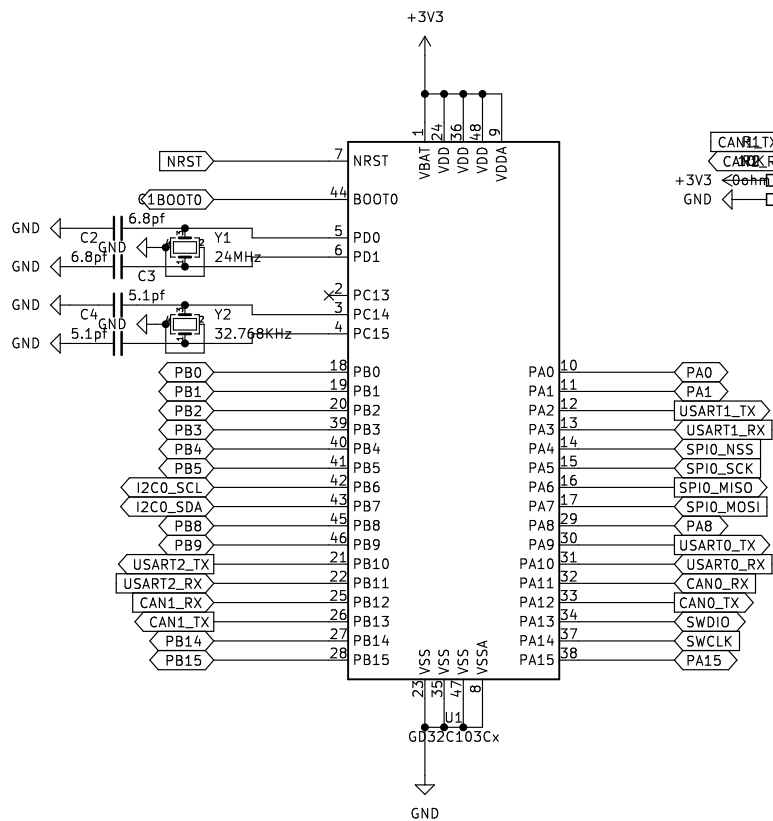 +3V3
1
24
36
48
9
VBAT
VDD
VDD
VDD
VDDA
CAN1_TX
+3V3
0ohm
GND
NRST
7
NRST
C1
BOOT0
44
BOOT0
6.8pf
GND
C2
GND
Y1
5
PD0
6.8pf
24MHz
6
PD1
GND
C3
2
PC13
5.1pf
GND
3
PC14
C4
GND
Y2
5.1pf
32.768KHz
4
PC15
GND
PB0 18 PB0 PA0 10 PA0
PB1 19 PB1 PA1 11 PA1
PB2 20 PB2 PA2 12 USART1_TX
PB3 39 PB3 PA3 13 USART1_RX
PB4 40 PB4 PA4 14 SPI0_NSS
PB5 41 PB5 PA5 15 SPI0_SCK
I2C0_SCL 42 PB6 PA6 16 SPI0_MISO
I2C0_SDA 43 PB7 PA7 17 SPI0_MOSI
PB8 45 PB8 PA8 29 PA8
PB9 46 PB9 PA9 30 USART0_TX
USART2_TX 21 PB10 PA10 31 USART0_RX
USART2_RX 22 PB11 PA11 32 CAN0_RX
CAN1_RX 25 PB12 PA12 33 CAN0_TX
CAN1_TX 26 PB13 PA13 34 SWDIO
PB14 27 PB14 PA14 37 SWCLK
PB15 28 PB15 PA15 38 PA15
VSS
VSS
VSS
VSSA
23
35
47
8
U1
GD32C103Cx
GND